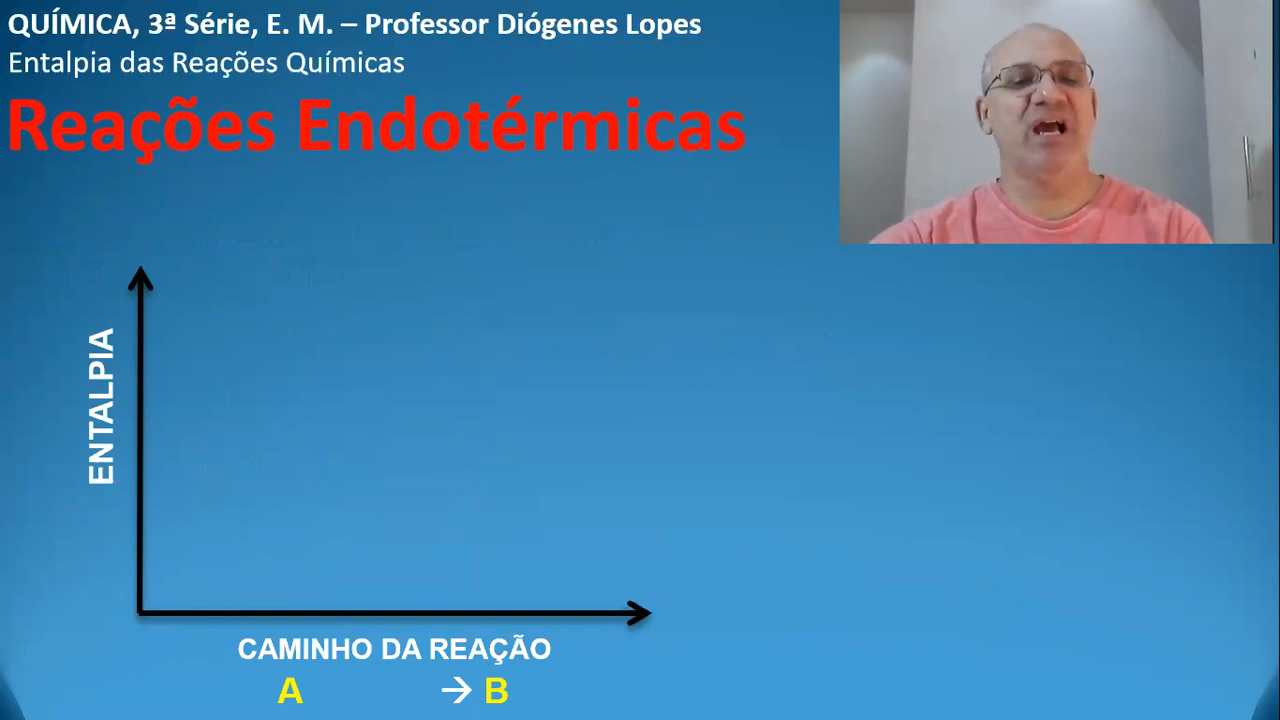 QUÍMICA, 3ª Série, E. M. – Professor Diógenes Lopes
Entalpia das Reações Químicas
Reações Endotérmicas
ENTALPIA
CAMINHO DA REAÇÃO
A → B